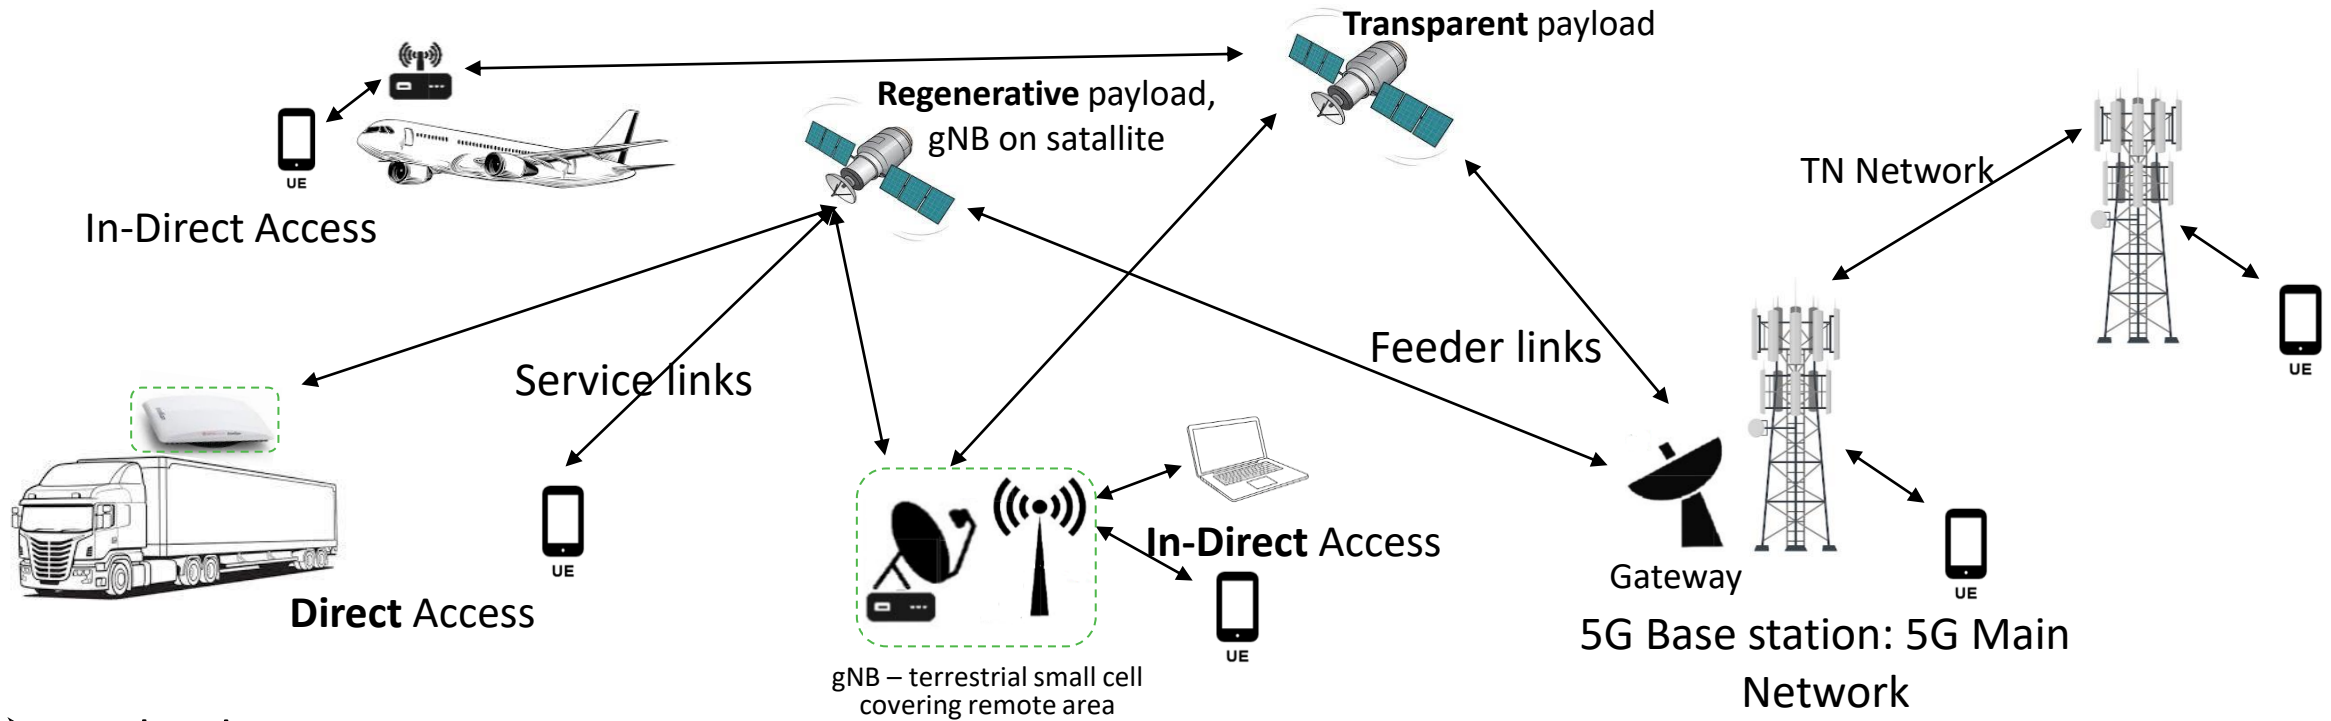 Transparent payload
Regenerative payload,
gNB on satallite
TN Network
UE
In-Direct Access
Feeder links
UE
Service links
In-Direct Access
UE
Direct Access
Gateway
UE
UE
5G Base station: 5G Main
Network
gNB – terrestrial small cell
covering remote area